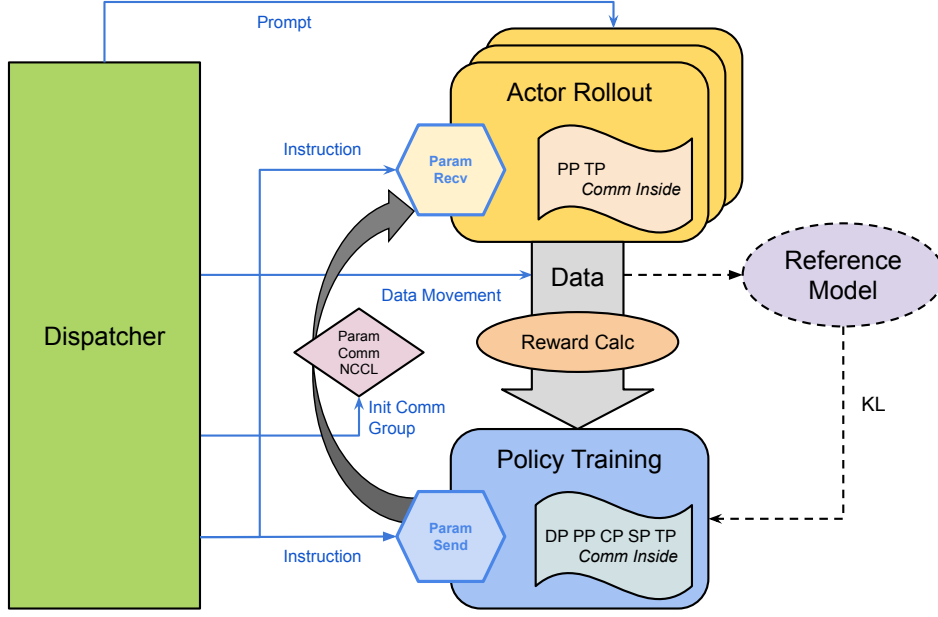 Prompt
Actor Rollout
Instruction
Param
Recv
PP TP
Comm Inside
Dispatcher
Data
Data Movement
Reference
Model
Param
Comm
NCCL
Reward Calc
Init Comm
Group
KL
Policy Training
Param
Send
DP PP CP SP TP
Comm Inside
Instruction